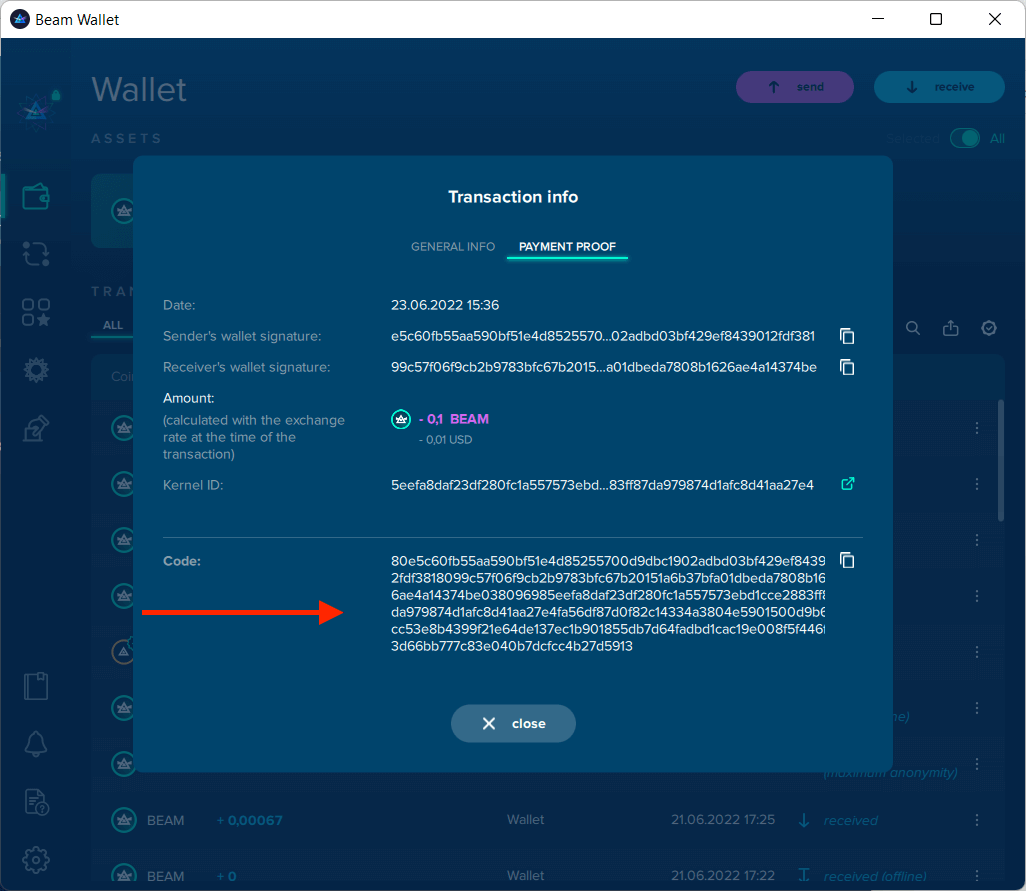 Beam Wallet
Wallet
send
receive
ASSETS
All
Transaction info
GENERAL INFO
PAYMENT PROOF
Date:
23.06.2022 15:36
Sender's wallet signature:
e5c60fb55aa590bf51e4d8525570...02adbd03bf429ef8439012fdf381
ALL
Receiver's wallet signature:
99c57f06f9cb2b9783bfc67b2015...a01dbeda7808b1626ae4a14374be
Amount:
(calculated with the exchange
rate at the time of the
transaction)
- 0,1 BEAM
- 0,01 USD
Kernel ID:
5eefa8daf23df280fc1a557573ebd...83ff87da979874d1afc8d41aa27e4
Code:
80e5c60fb55aa590bf51e4d85255700d9dbc1902adbd03bf429ef8439
2fdf3818099c57f06f9cb2b9783bfc67b20151a6b37bfa01dbeda7808b16
6ae4a14374be038096985eefa8daf23df280fc1a557573ebd1cce2883ff8
da979874d1afc8d41aa27e4fa56df87d0f82c14334a3804e5901500d9b6
cc53e8b4399f21e64de137ec1b901855db7d64fadbd1cac19e008f5f446f
3d66bb777c83e040b7dcfcc4b27d5913
close
(maximum anonymity)
BEAM + 0,00067 Wallet 21.06.2022 17:25 received
BEAM + 0 Wallet 21.06.2022 17:22 received (offline)